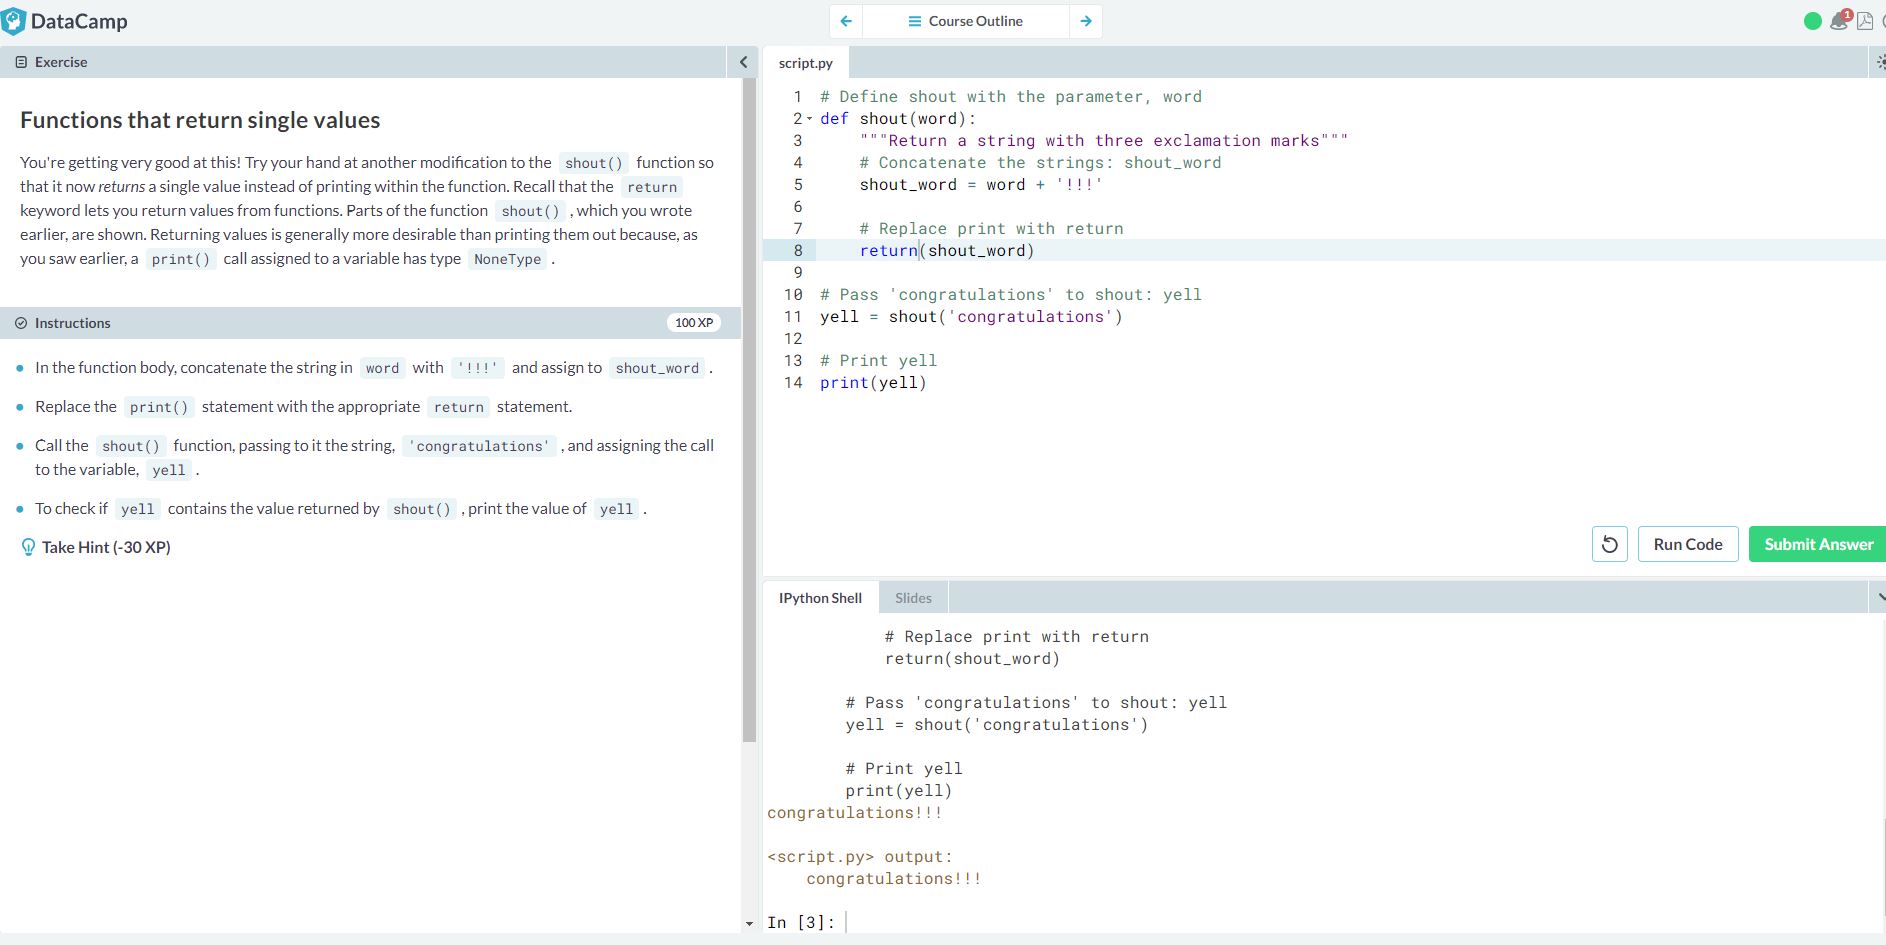 DataCamp
Course Outline
1
Exercise
Functions that return single values
You're getting very good at this! Try your hand at another modification to the shout() function so
that it now returns a single value instead of printing within the function. Recall that the return
keyword lets you return values from functions. Parts of the function shout() , which you wrote
earlier, are shown. Returning values is generally more desirable than printing them out because, as
you saw earlier, a print() call assigned to a variable has type NoneType .
Instructions
100 XP
In the function body, concatenate the string in word with '!!!' and assign to shout_word .
Replace the print() statement with the appropriate return statement.
Call the shout() function, passing to it the string, 'congratulations' , and assigning the call
to the variable, yell .
To check if yell contains the value returned by shout() , print the value of yell .
Take Hint (-30 XP)
script.py
1 # Define shout with the parameter, word
2 def shout(word):
3     """Return a string with three exclamation marks"""
4     # Concatenate the strings: shout_word
5     shout_word = word + '!!!'
6
7     # Replace print with return
8     return(shout_word)
9
10 # Pass 'congratulations' to shout: yell
11 yell = shout('congratulations')
12
13 # Print yell
14 print(yell)
Run Code
Submit Answer
IPython Shell
Slides
# Replace print with return
return(shout_word)
# Pass 'congratulations' to shout: yell
yell = shout('congratulations')
# Print yell
print(yell)
congratulations!!!
<script.py> output:
congratulations!!!
In [3]: